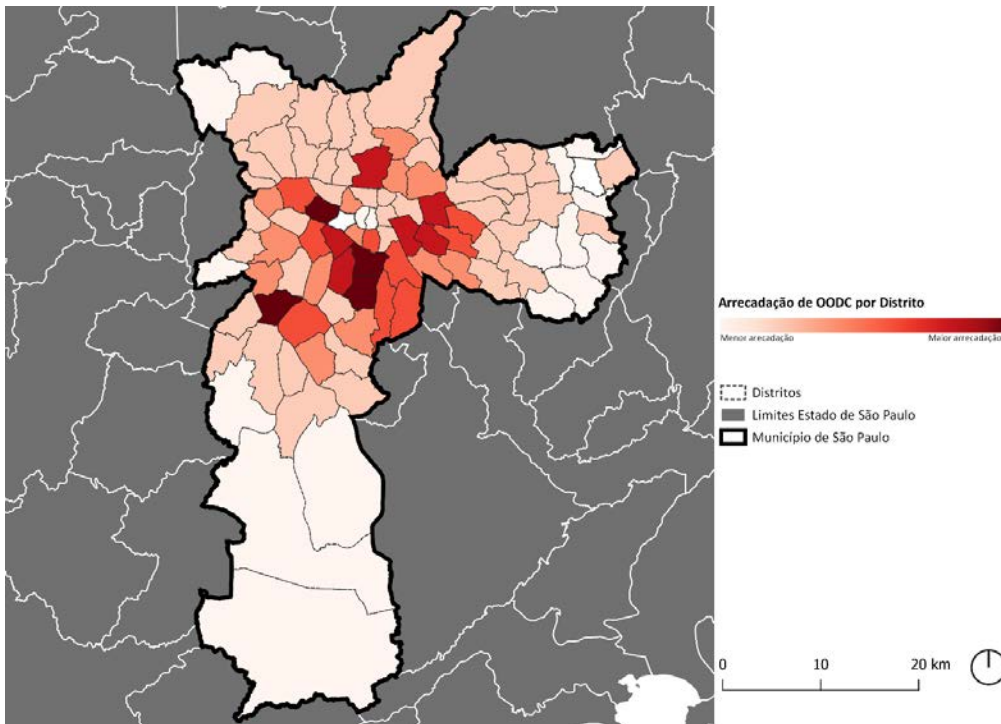 Arrecadação de OODC por Distrito
Menor arecadação Maior arrecadação
Distritos
Limites Estado de São Paulo
Município de São Paulo
0 10 20 km